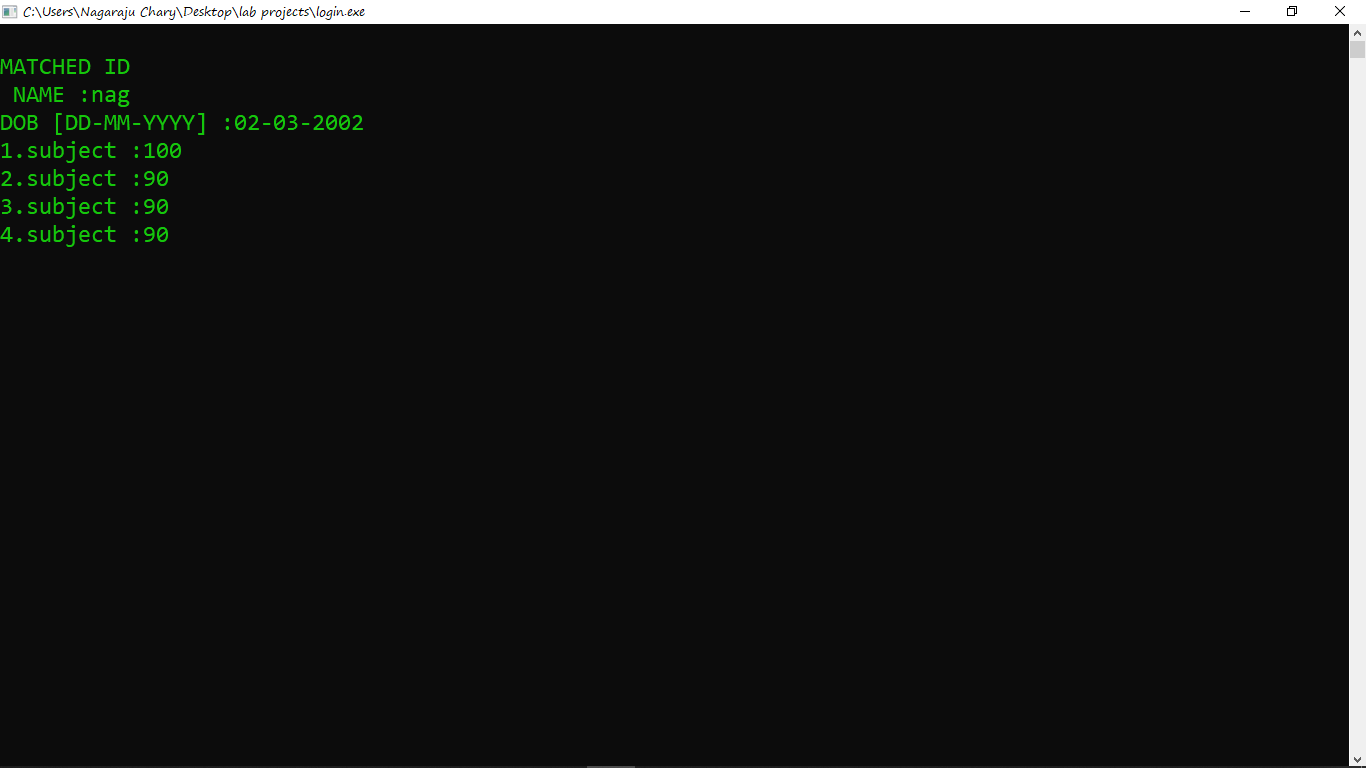 C:\Users\Nagaraju Chary\Desktop\lab projects\login.exe
MATCHED ID
 NAME :nag
DOB [DD-MM-YYYY] :02-03-2002
1.subject :100
2.subject :90
3.subject :90
4.subject :90